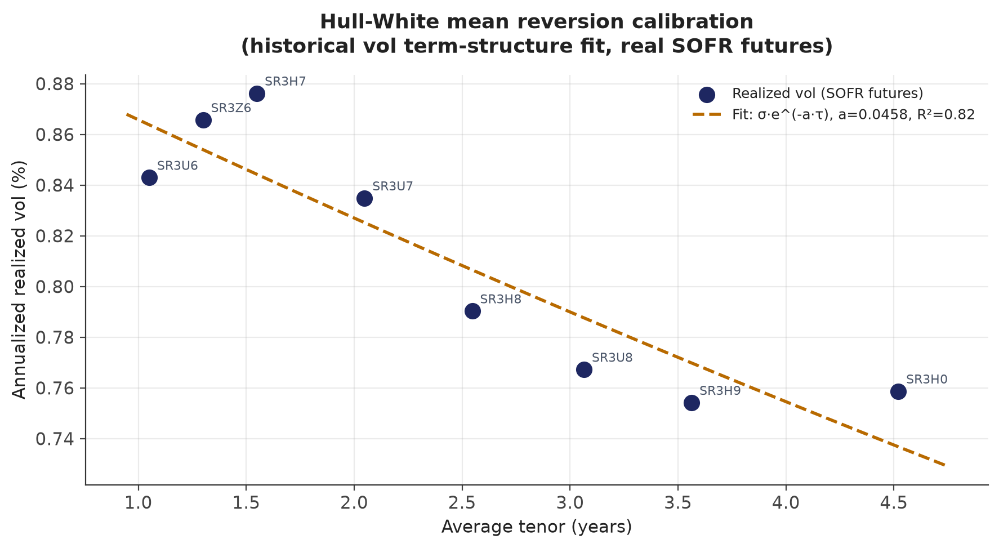 Hull-White mean reversion calibration
(historical vol term-structure fit, real SOFR futures)
Realized vol (SOFR futures)
Fit: σ·e^(-a·τ), a=0.0458, R²=0.82
SR3H7
SR3Z6
SR3U6
SR3U7
SR3H8
SR3U8
SR3H9
SR3H0
Annualized realized vol (%)
0.88
0.86
0.84
0.82
0.80
0.78
0.76
0.74
1.0 1.5 2.0 2.5 3.0 3.5 4.0 4.5
Average tenor (years)